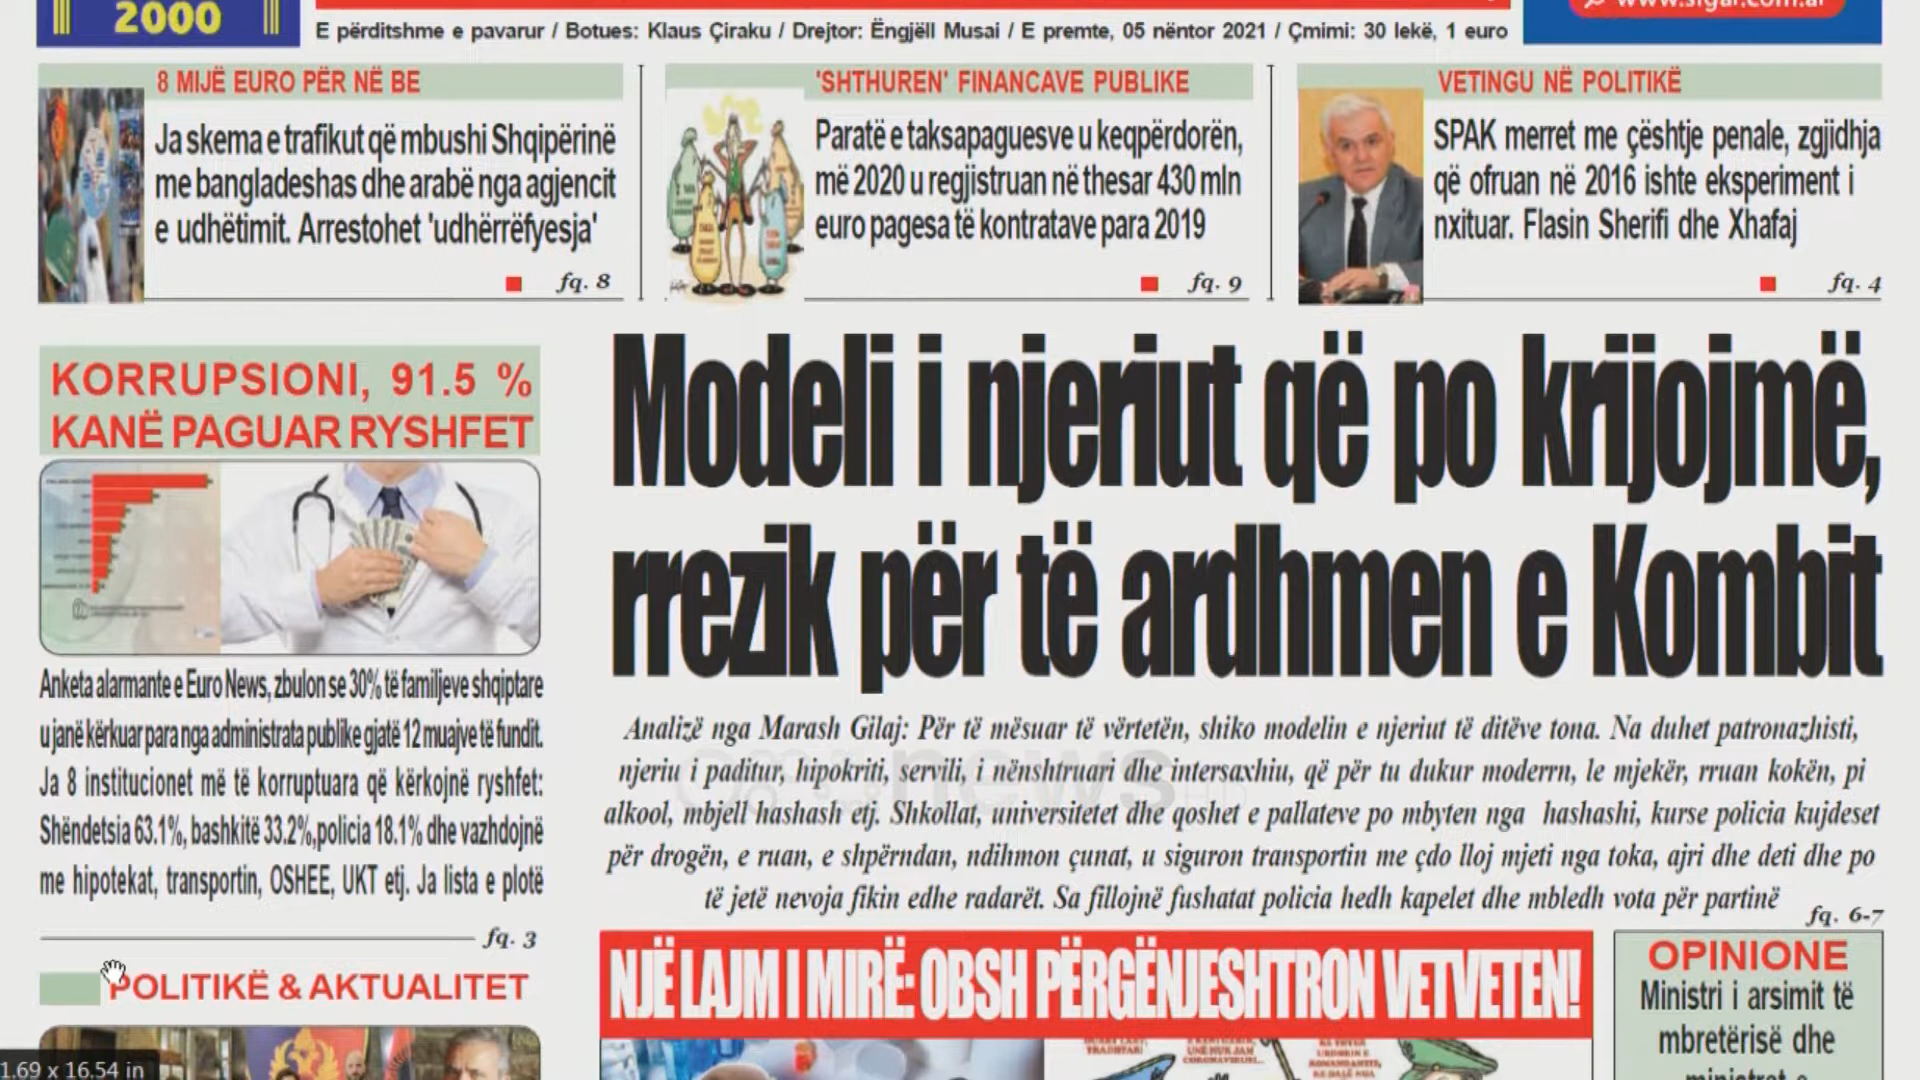 2000
E përditshme e pavarur / Botues: Klaus Çiraku / Drejtor: Ëngjëll Musai / E premte, 05 nëntor 2021 / Çmimi: 30 lekë, 1 euro
8 MIJË EURO PËR NË BE
Ja skema e trafikut që mbushi Shqipërinë
me bangladeshas dhe arabë nga agjencit
e udhëtimit. Arrestohet 'udhërrëfyesja'
fq. 8
'SHTHUREN' FINANCAVE PUBLIKE
Paratë e taksapaguesve u keqpërdorën,
më 2020 u regjistruan në thesar 430 mln
euro pagesa të kontratave para 2019
fq. 9
VETINGU NË POLITIKË
SPAK merret me çështje penale, zgjidhja
që ofruan në 2016 ishte eksperiment i
nxituar. Flasin Sherifi dhe Xhafaj
fq. 4
KORRUPSIONI, 91.5 %
KANË PAGUAR RYSHFET
Anketa alarmante e Euro News, zbulon se 30% të familjeve shqiptare
u janë kërkuar para nga administrata publike gjatë 12 muajve të fundit.
Ja 8 institucionet më të korruptuara që kërkojnë ryshfet:
Shëndetsia 63.1%, bashkitë 33.2%,policia 18.1% dhe vazhdojnë
me hipotekat, transportin, OSHEE, UKT etj. Ja lista e plotë
fq. 3
POLITIKË & AKTUALITET
1.69 x 16.54 in
Modeli i njeriut që po krijojmë,
rrezik për të ardhmen e Kombit
Analizë nga Marash Gilaj: Për të mësuar të vërtetën, shiko modelin e njeriut të ditëve tona. Na duhet patronazhisti,
njeriu i paditur, hipokriti, servili, i nënshtruari dhe intersaxhiu, që për tu dukur moderrn, le mjekër, rruan kokën, pi
alkool, mbjell hashash etj. Shkollat, universitetet dhe qoshet e pallateve po mbyten nga hashashi, kurse policia kujdeset
për drogën, e ruan, e shpërndan, ndihmon çunat, u siguron transportin me çdo lloj mjeti nga toka, ajri dhe deti dhe po
të jetë nevoja fikin edhe radarët. Sa fillojnë fushatat policia hedh kapelet dhe mbledh vota për partinë
fq. 6-7
news
NJË LAJM I MIRË: OBSH PËRGËNJESHTRON VETVETEN!
OPINIONE
Ministri i arsimit të
mbretërisë dhe